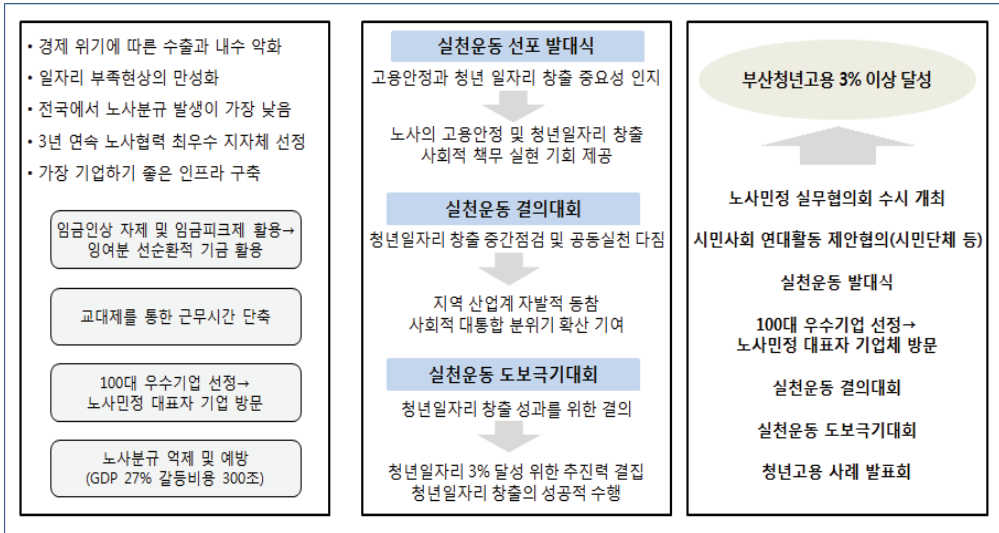 • 경제 위기에 따른 수출과 내수 악화
• 일자리 부족현상의 만성화
• 전국에서 노사분규 발생이 가장 낮음
• 3년 연속 노사협력 최우수 지자체 선정
• 가장 기업하기 좋은 인프라 구축
임금인상 자제 및 임금피크제 활용→
잉여분 선순환적 기금 활용
교대제를 통한 근무시간 단축
100대 우수기업 선정→
노사민정 대표자 기업 방문
노사분규 억제 및 예방
(GDP 27% 갈등비용 300조)
실천운동 선포 발대식
고용안정과 청년 일자리 창출 중요성 인지
노사의 고용안정 및 청년일자리 창출
사회적 책무 실현 기회 제공
실천운동 결의대회
청년일자리 창출 중간점검 및 공동실천 다짐
지역 산업계 자발적 동참
사회적 대통합 분위기 확산 기여
실천운동 도보극기대회
청년일자리 창출 성과를 위한 결의
청년일자리 3% 달성 위한 추진력 결집
청년일자리 창출의 성공적 수행
부산청년고용 3% 이상 달성
노사민정 실무협의회 수시 개최
시민사회 연대활동 제안협의(시민단체 등)
실천운동 발대식
100대 우수기업 선정→
노사민정 대표자 기업체 방문
실천운동 결의대회
실천운동 도보극기대회
청년고용 사례 발표회